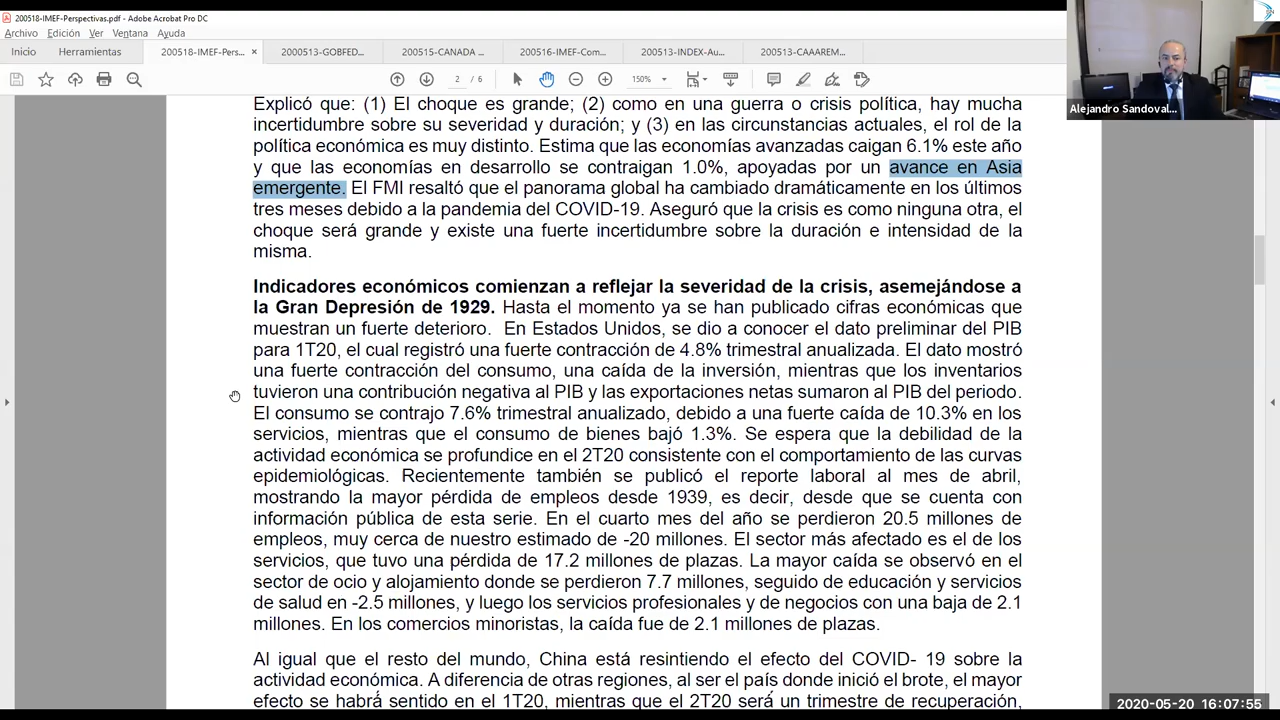 200518-IMEF-Perspectivas.pdf - Adobe Acrobat Pro DC
Archivo Edición Ver Ventana Ayuda
Inicio Herramientas 200518-IMEF-Pers... × 2000513-GOBFED... 200515-CANADA ... 200516-IMEF-Com... 200513-INDEX-Au... 200513-CAAAREM...
2 / 6 150%
Alejandro Sandoval...
Explicó que: (1) El choque es grande; (2) como en una guerra o crisis política, hay mucha
incertidumbre sobre su severidad y duración; y (3) en las circunstancias actuales, el rol de la
política económica es muy distinto. Estima que las economías avanzadas caigan 6.1% este año
y que las economías en desarrollo se contraigan 1.0%, apoyadas por un avance en Asia
emergente. El FMI resaltó que el panorama global ha cambiado dramáticamente en los últimos
tres meses debido a la pandemia del COVID-19. Aseguró que la crisis es como ninguna otra, el
choque será grande y existe una fuerte incertidumbre sobre la duración e intensidad de la
misma.
Indicadores económicos comienzan a reflejar la severidad de la crisis, asemejándose a
la Gran Depresión de 1929. Hasta el momento ya se han publicado cifras económicas que
muestran un fuerte deterioro. En Estados Unidos, se dio a conocer el dato preliminar del PIB
para 1T20, el cual registró una fuerte contracción de 4.8% trimestral anualizada. El dato mostró
una fuerte contracción del consumo, una caída de la inversión, mientras que los inventarios
tuvieron una contribución negativa al PIB y las exportaciones netas sumaron al PIB del periodo.
El consumo se contrajo 7.6% trimestral anualizado, debido a una fuerte caída de 10.3% en los
servicios, mientras que el consumo de bienes bajó 1.3%. Se espera que la debilidad de la
actividad económica se profundice en el 2T20 consistente con el comportamiento de las curvas
epidemiológicas. Recientemente también se publicó el reporte laboral al mes de abril,
mostrando la mayor pérdida de empleos desde 1939, es decir, desde que se cuenta con
información pública de esta serie. En el cuarto mes del año se perdieron 20.5 millones de
empleos, muy cerca de nuestro estimado de -20 millones. El sector más afectado es el de los
servicios, que tuvo una pérdida de 17.2 millones de plazas. La mayor caída se observó en el
sector de ocio y alojamiento donde se perdieron 7.7 millones, seguido de educación y servicios
de salud en -2.5 millones, y luego los servicios profesionales y de negocios con una baja de 2.1
millones. En los comercios minoristas, la caída fue de 2.1 millones de plazas.
Al igual que el resto del mundo, China está resintiendo el efecto del COVID- 19 sobre la
actividad económica. A diferencia de otras regiones, al ser el país donde inició el brote, el mayor
efecto se habrá sentido en el 1T20, mientras que el 2T20 será un trimestre de recuperación,
2020-05-20 16:07:55